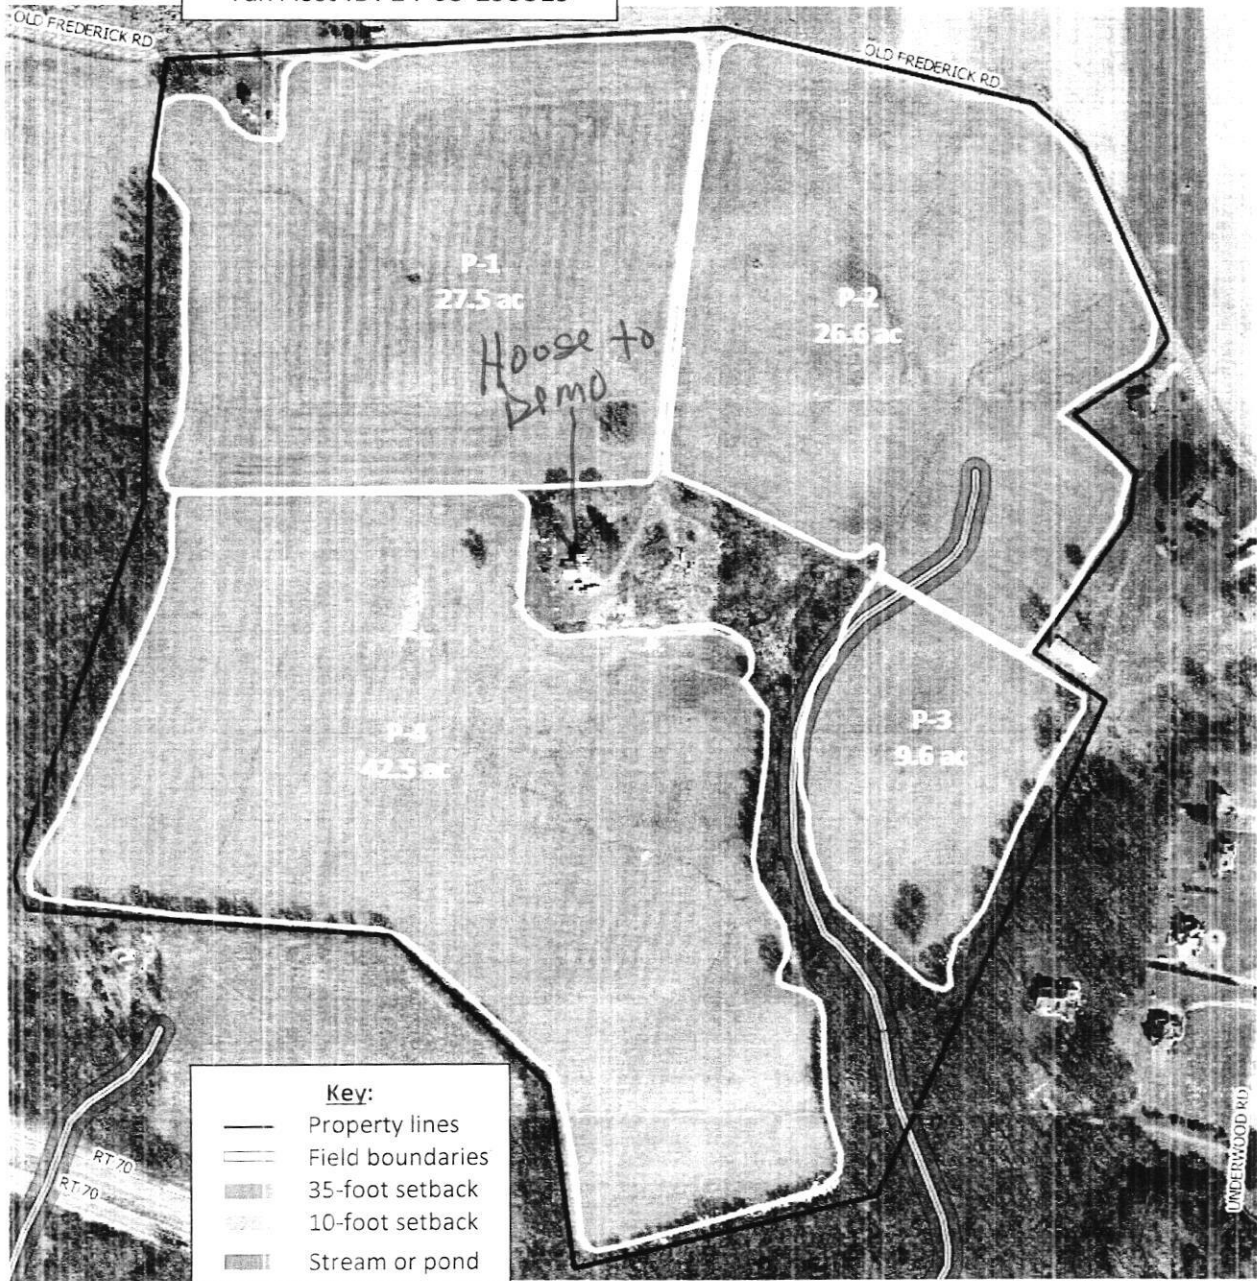 OLD FREDERICK RD
OLD FREDERICK RD
P-1
27.5 ac
P-2
26.6 ac
House to
Demo
P-3
9.6 ac
P-4
42.5 ac
Key:
Property lines
Field boundaries
35-foot setback
10-foot setback
Stream or pond
RT 70
RT 70
UNDERWOOD RD